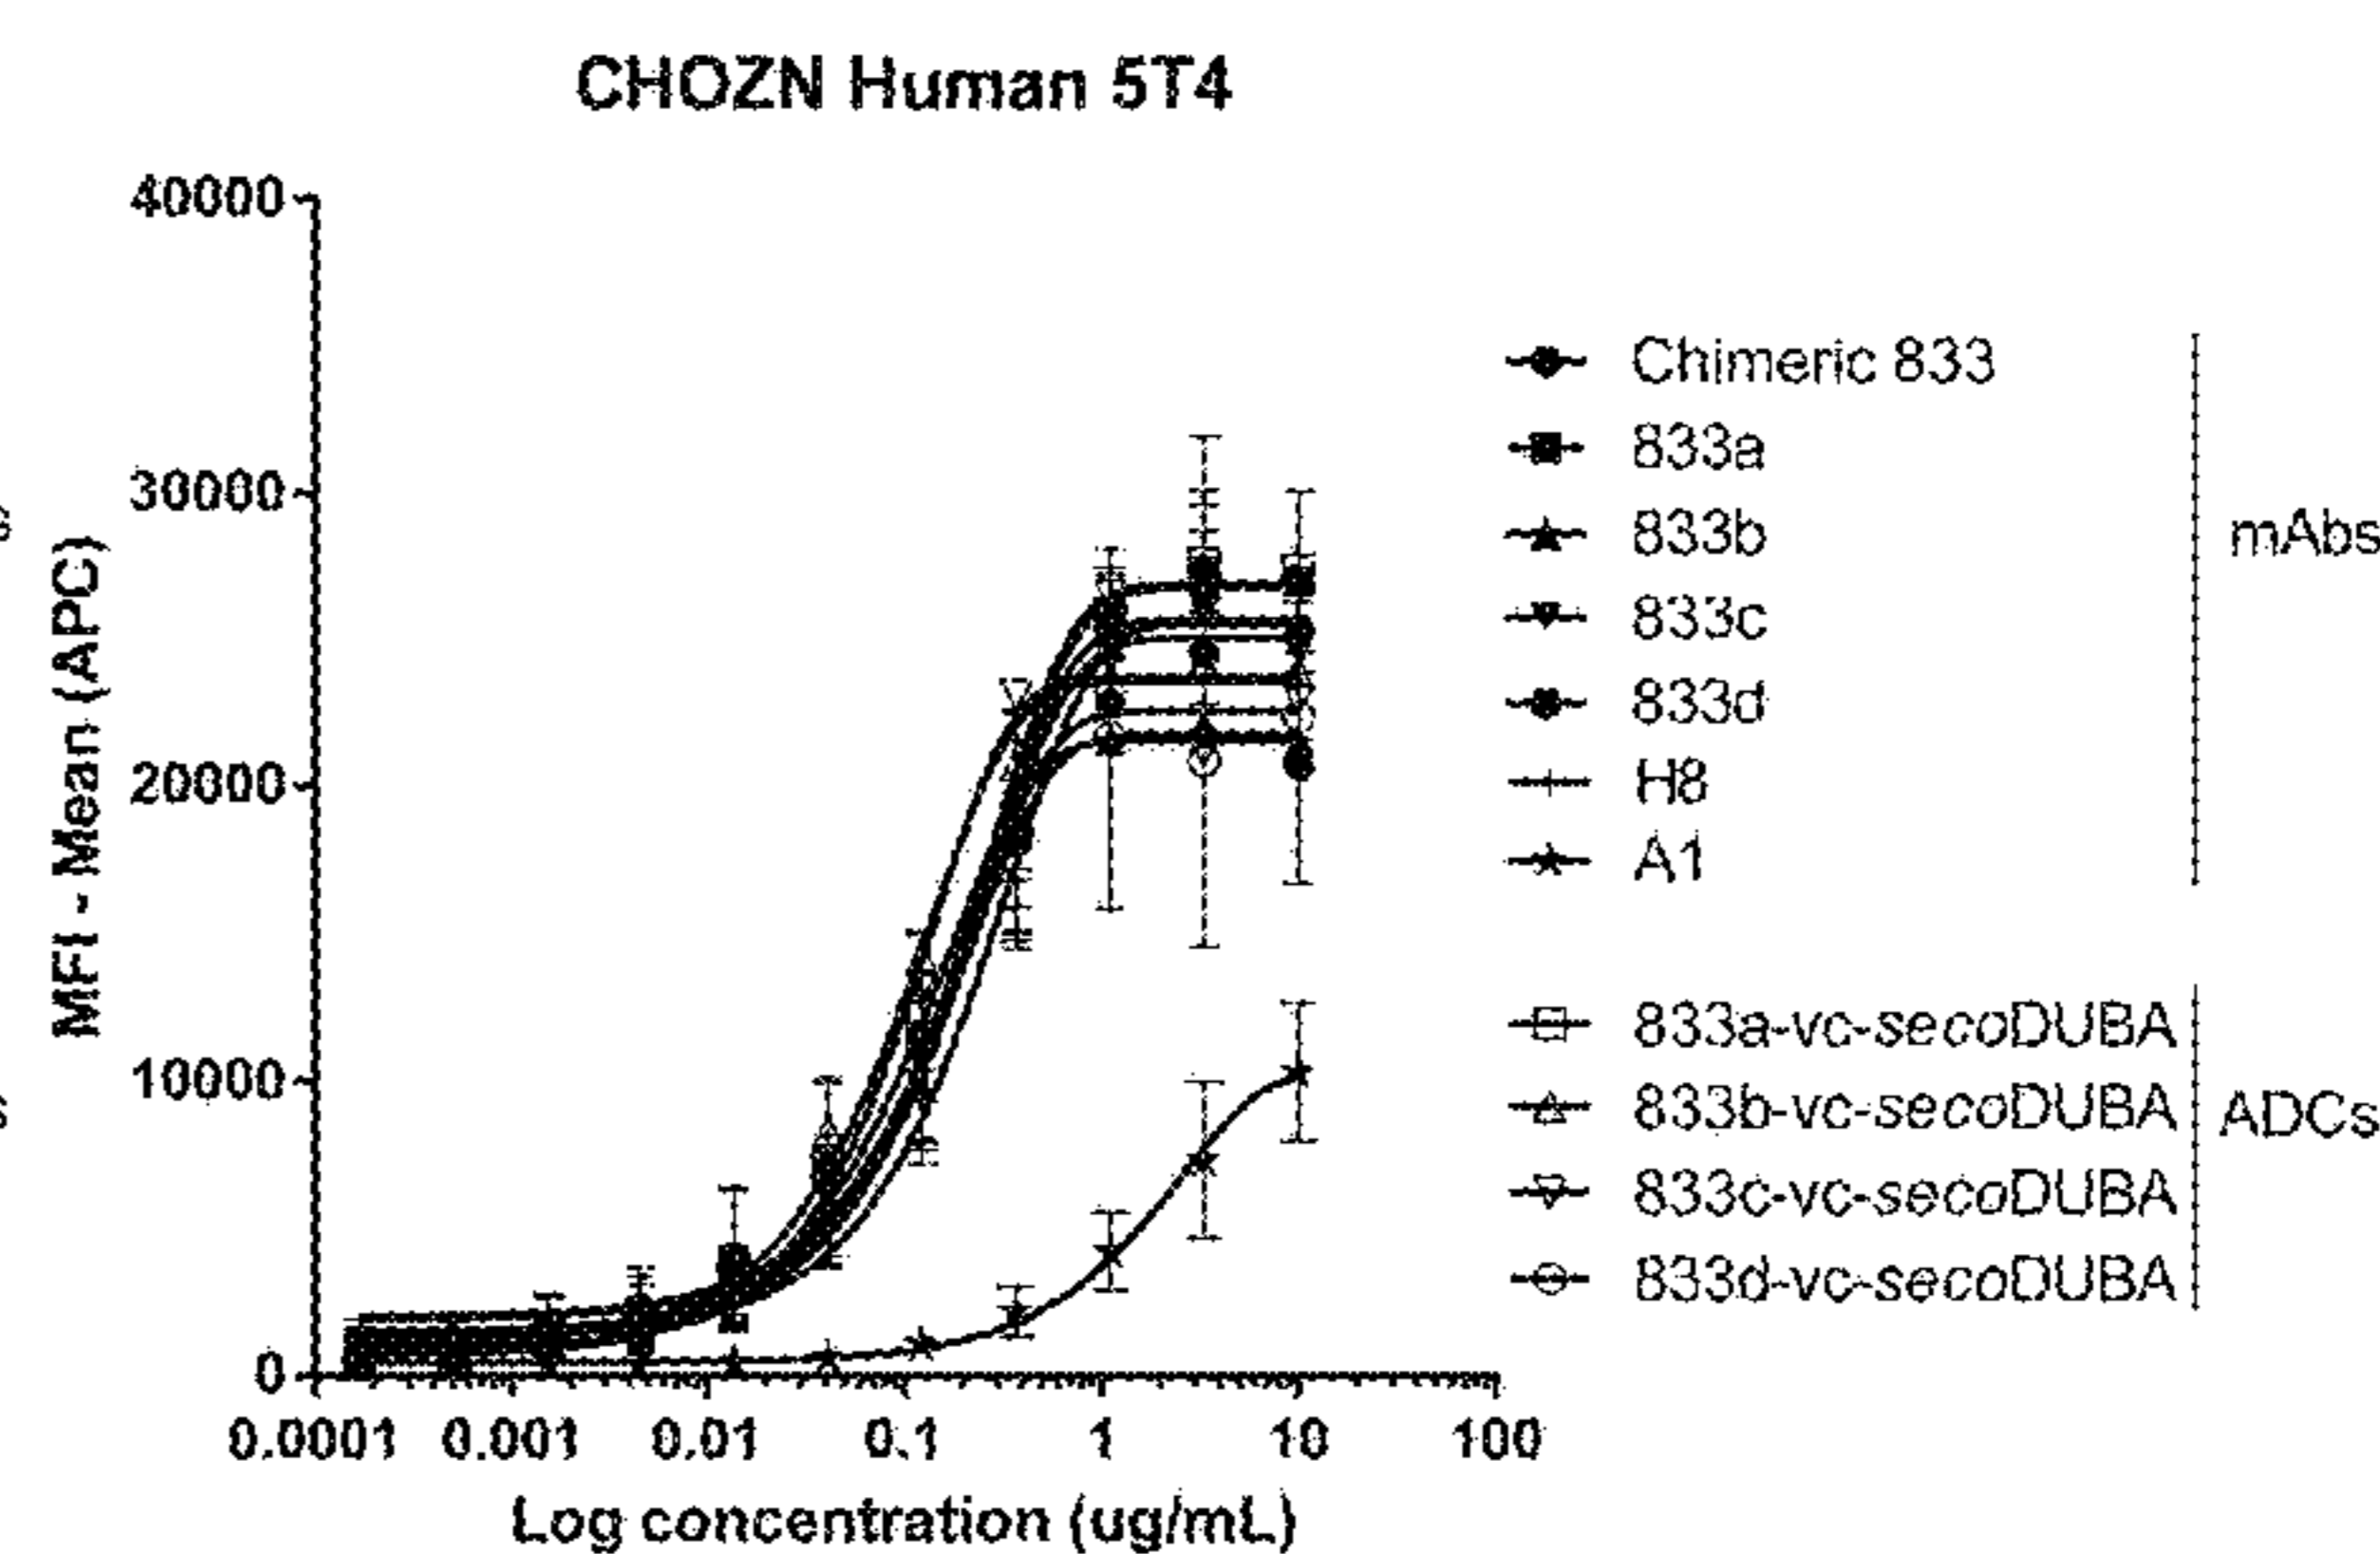 CHOZN Human 5T4
40000
30000
20000
10000
0
MFI - Mean (APC)
0.0001 0.001 0.01 0.1 1 10 100
Log concentration (ug/mL)
Chimeric 833
833a
833b
833c
833d
H8
A1
mAbs
833a-vc-secoDUBA
833b-vc-secoDUBA
833c-vc-secoDUBA
833d-vc-secoDUBA
ADCs